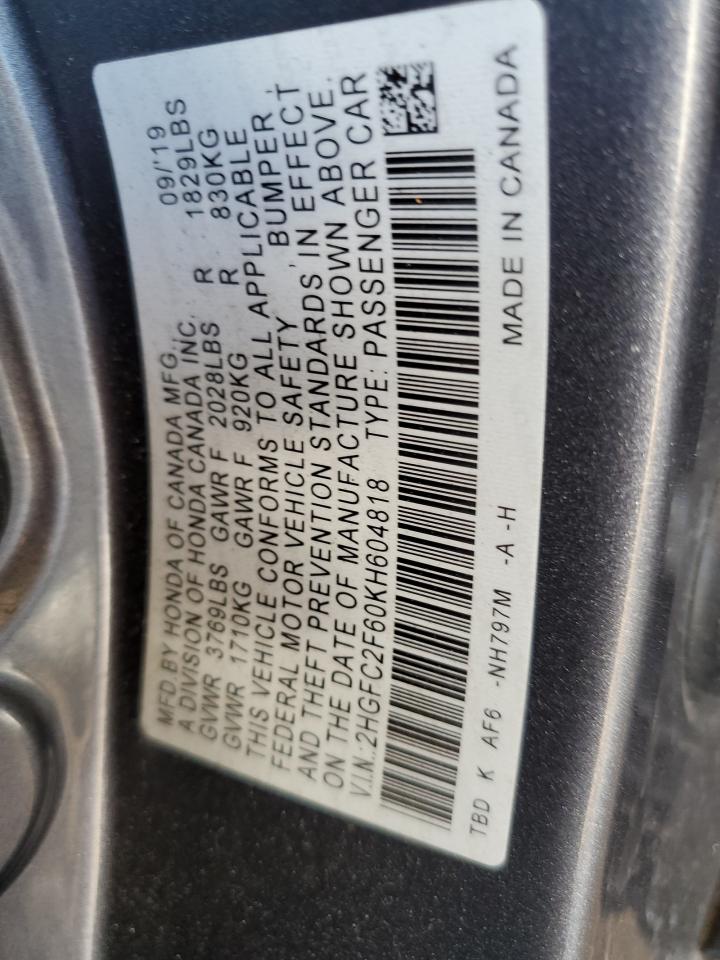 MFD.BY HONDA OF CANADA MFG., 09/'19
A DIVISION OF HONDA CANADA INC.
GVWR 3769LBS GAWR F 2028LBS R 1829LBS
GVWR 1710KG GAWR F 920KG R 830KG
THIS VEHICLE CONFORMS TO ALL APPLICABLE
FEDERAL MOTOR VEHICLE SAFETY, BUMPER,
AND THEFT PREVENTION STANDARDS IN EFFECT
ON THE DATE OF MANUFACTURE SHOWN ABOVE.
V.I.N.:2HGFC2F60KH604818 TYPE: PASSENGER CAR
TBD K AF6 -NH797M -A -H MADE IN CANADA